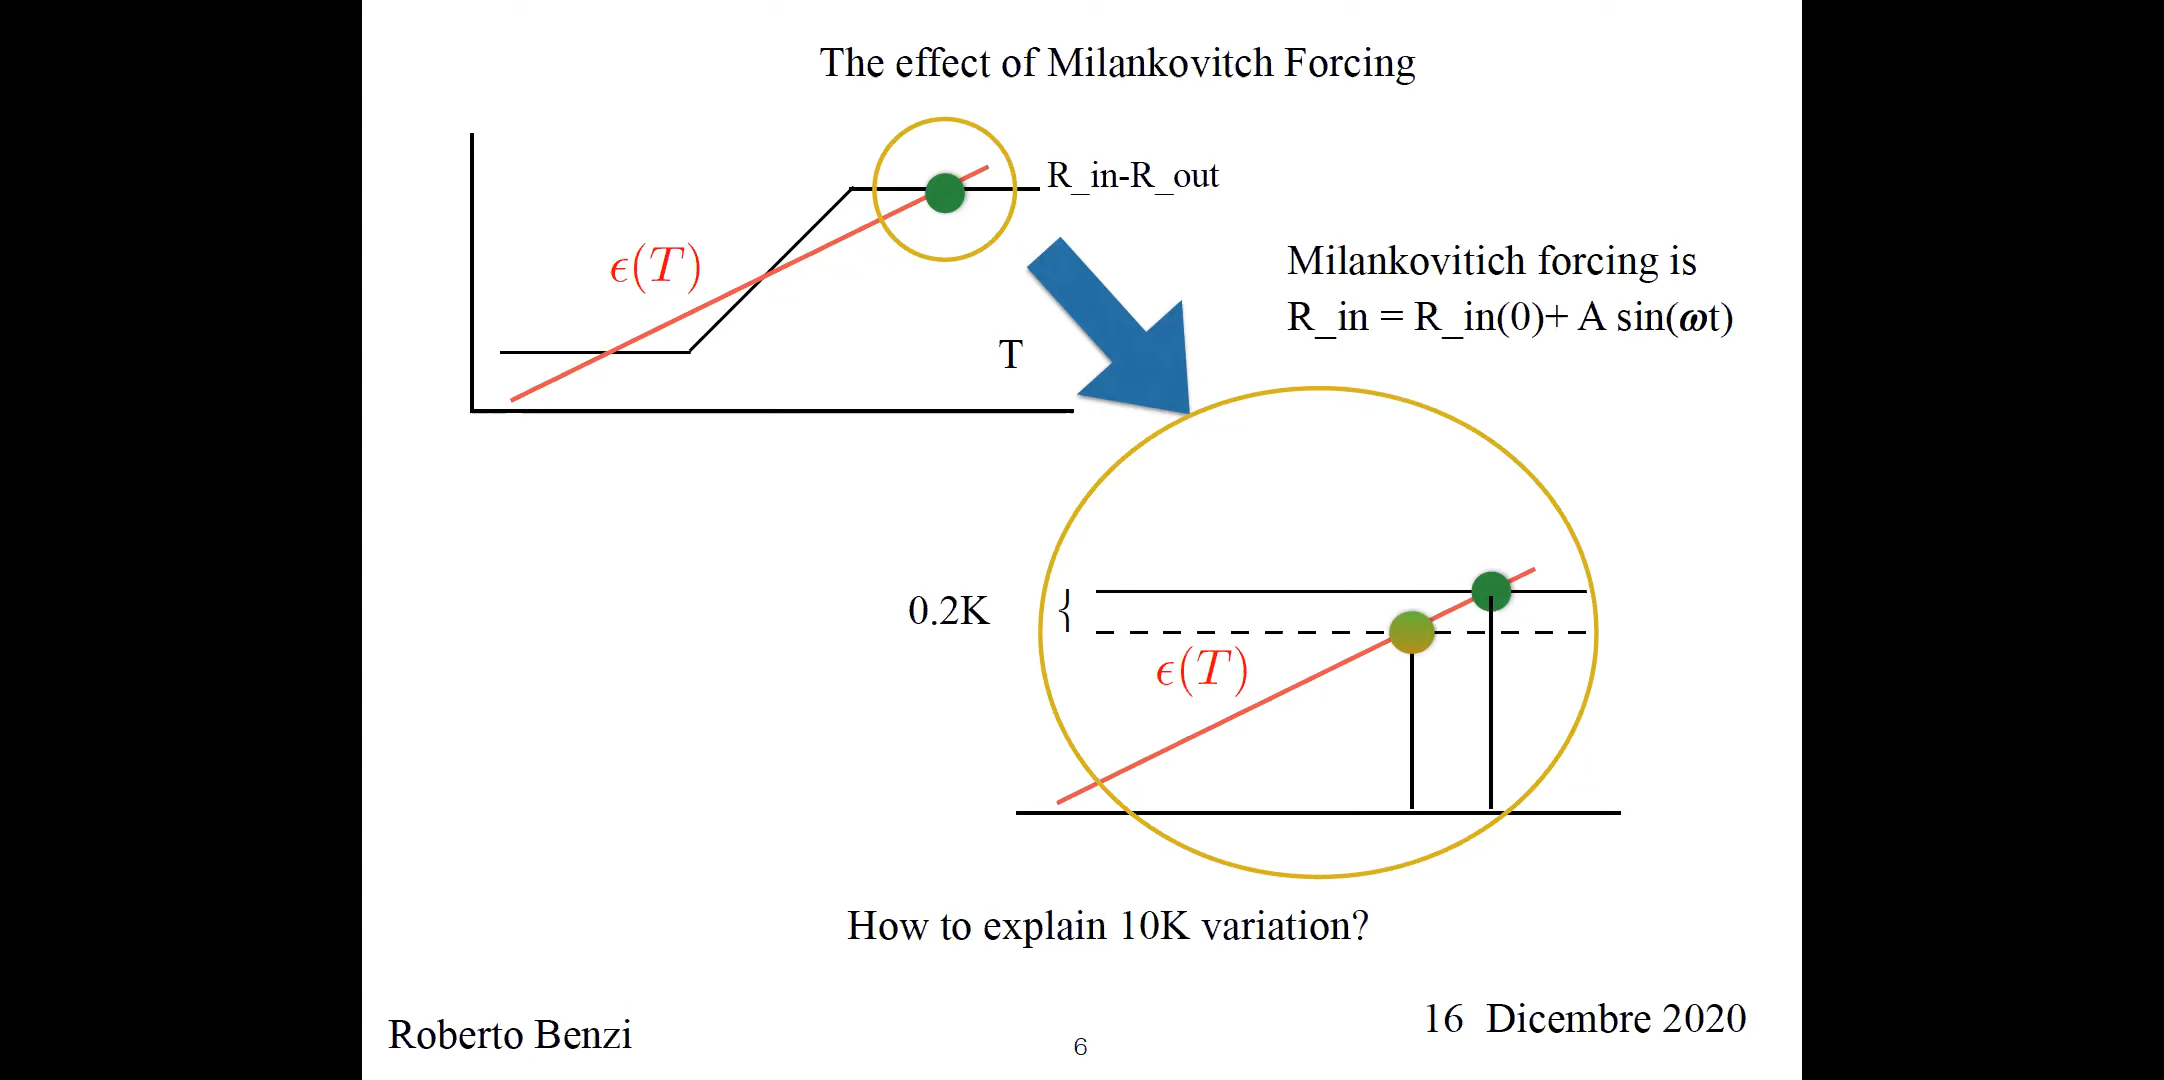 The effect of Milankovitch Forcing
R_in-R_out
ϵ(T)
T
Milankovitich forcing is
R_in = R_in(0)+ A sin(ωt)
0.2K
{
ϵ(T)
How to explain 10K variation?
Roberto Benzi
6
16 Dicembre 2020